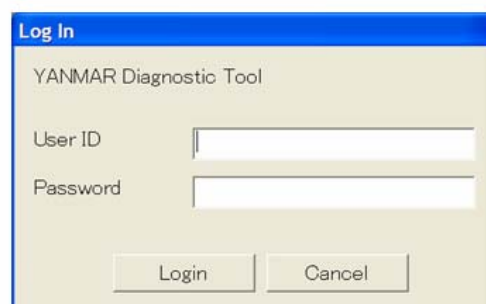 Log In
YANMAR Diagnostic Tool
User ID
Password
Login Cancel